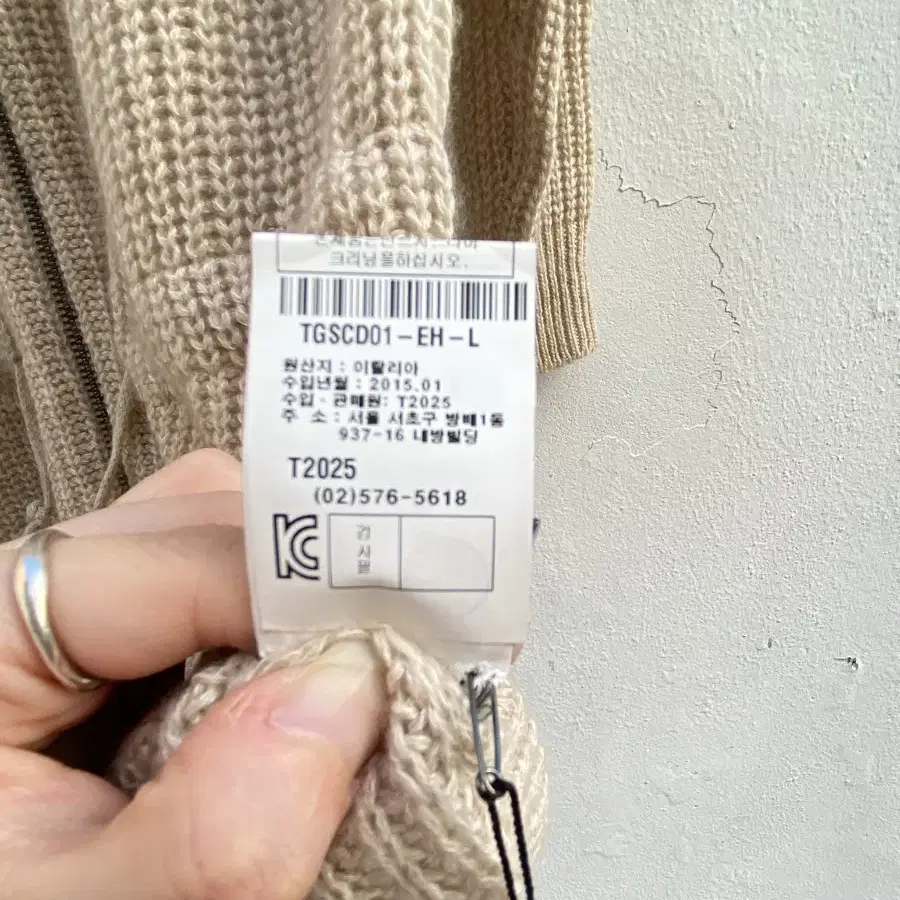 크리닝을하십시오.
TGSCD01-EH-L
원산지 : 이탈리아
수입년월 : 2015.01
수입·판매원: T2025
주 소 : 서울 서초구 방배1동
937-16 내방빌딩
T2025
(02)576-5618
KC
검사필